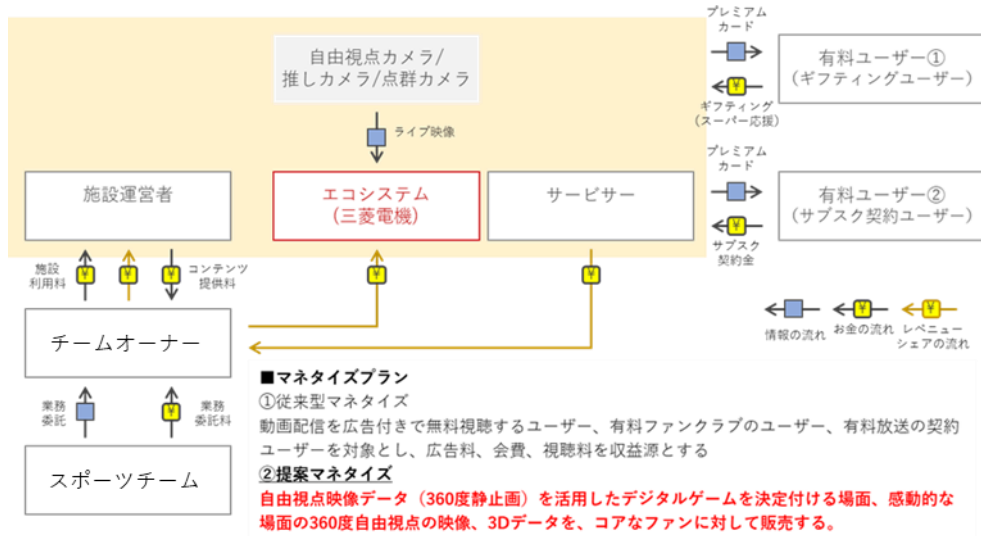 自由視点カメラ/
推しカメラ/点群カメラ
プレミアム
カード
有料ユーザー①
(ギフティングユーザー)
¥
ギフティング
(スーパー応援)
ライブ映像
施設運営者
エコシステム
(三菱電機)
サービサー
プレミアム
カード
有料ユーザー②
(サブスク契約ユーザー)
¥
サブスク
契約金
施設
利用料
¥
¥
¥
コンテンツ
提供料
¥
¥
チームオーナー
¥
¥
情報の流れ
お金の流れ
レベニュー
シェアの流れ
業務
委託
¥
業務
委託料
スポーツチーム
■マネタイズプラン
①従来型マネタイズ
動画配信を広告付きで無料視聴するユーザー、有料ファンクラブのユーザー、有料放送の契約
ユーザーを対象とし、広告料、会費、視聴料を収益源とする
②提案マネタイズ
自由視点映像データ(360度静止画)を活用したデジタルゲームを決定付ける場面、感動的な
場面の360度自由視点の映像、3Dデータを、コアなファンに対して販売する。